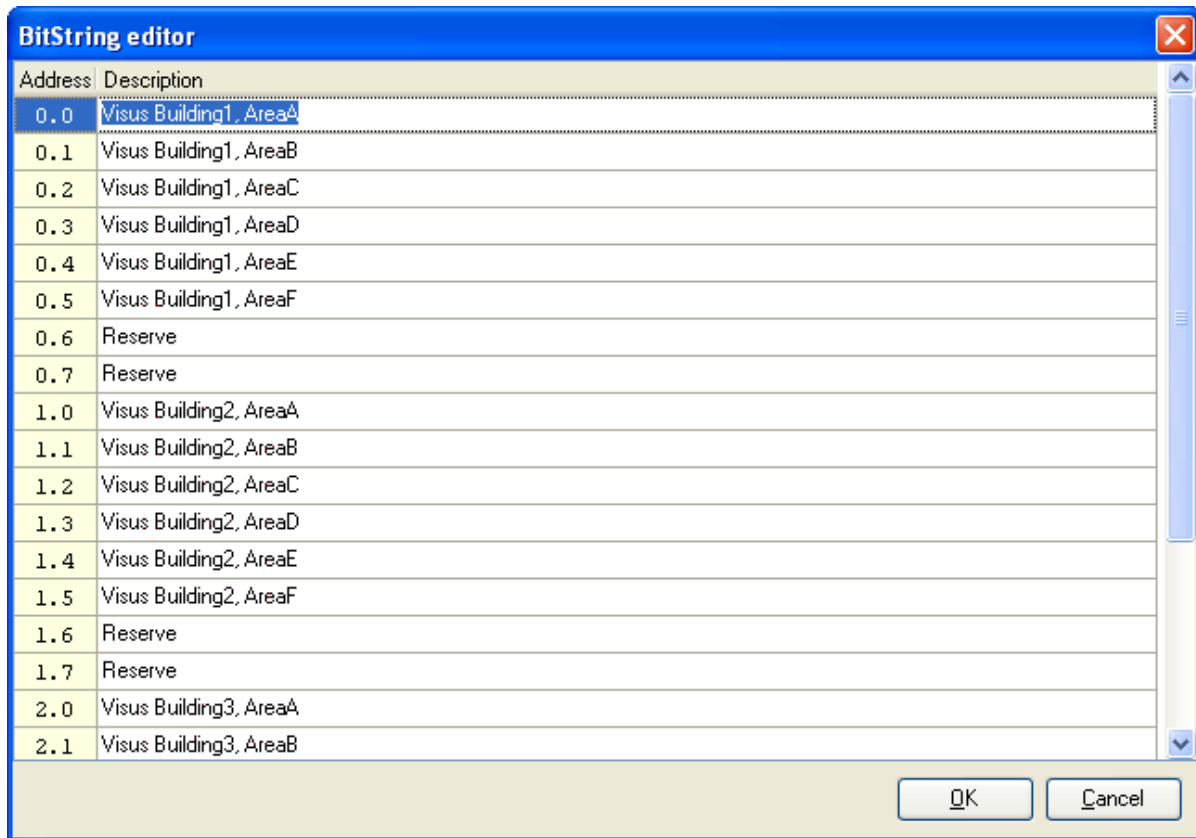 BitString editor
Address Description
0.0 Visus Building1, AreaA
0.1 Visus Building1, AreaB
0.2 Visus Building1, AreaC
0.3 Visus Building1, AreaD
0.4 Visus Building1, AreaE
0.5 Visus Building1, AreaF
0.6 Reserve
0.7 Reserve
1.0 Visus Building2, AreaA
1.1 Visus Building2, AreaB
1.2 Visus Building2, AreaC
1.3 Visus Building2, AreaD
1.4 Visus Building2, AreaE
1.5 Visus Building2, AreaF
1.6 Reserve
1.7 Reserve
2.0 Visus Building3, AreaA
2.1 Visus Building3, AreaB
OK Cancel